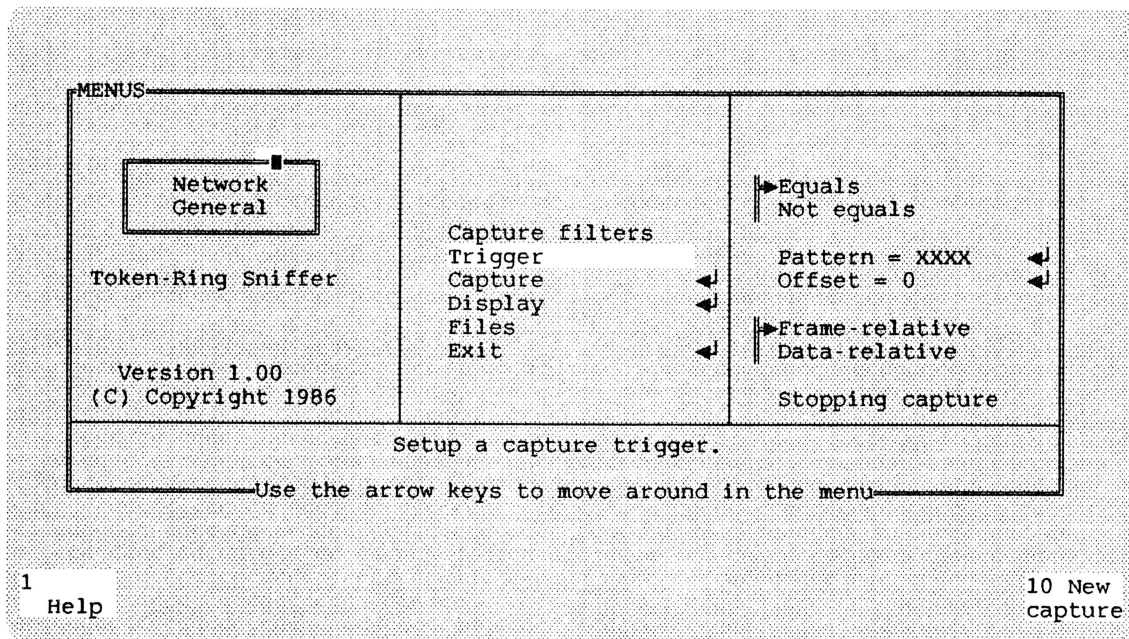 MENUS
Network
General
Token-Ring Sniffer
Version 1.00
(C) Copyright 1986
Capture filters
Trigger
Capture
Display
Files
Exit
Equals
Not equals
Pattern = XXXX
Offset = 0
Frame-relative
Data-relative
Stopping capture
Setup a capture trigger.
Use the arrow keys to move around in the menu
1
Help
10 New
capture